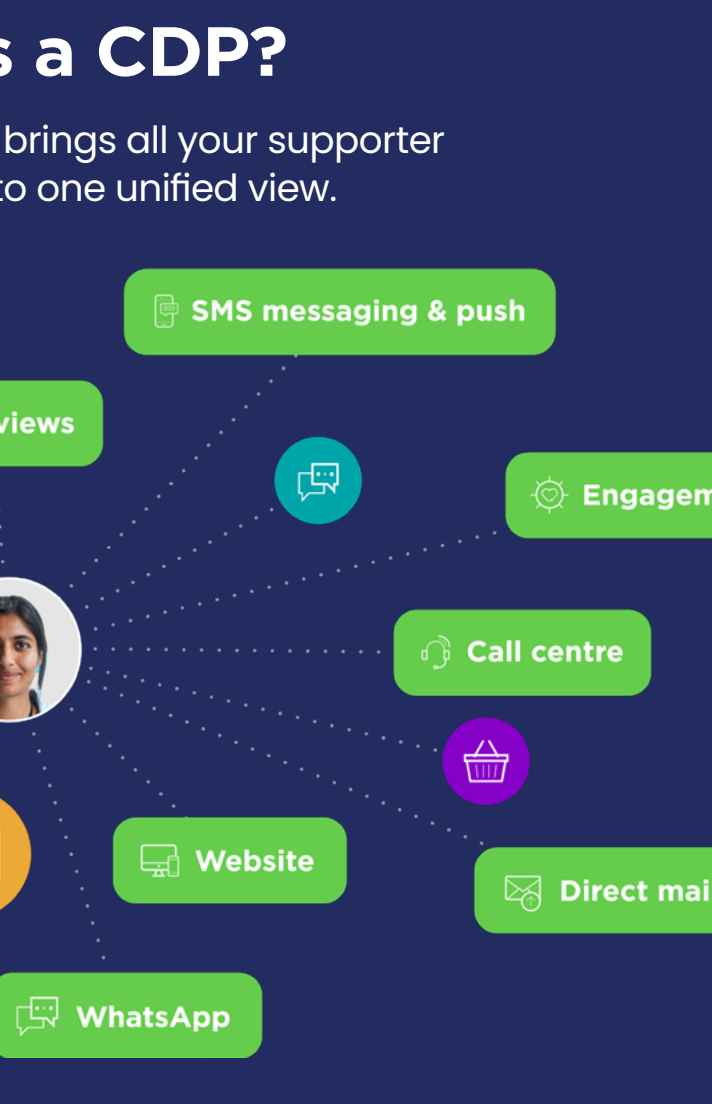 s a CDP?
brings all your supporter
to one unified view.
SMS messaging & push
views
Engagem
Call centre
Website
Direct mai
WhatsApp